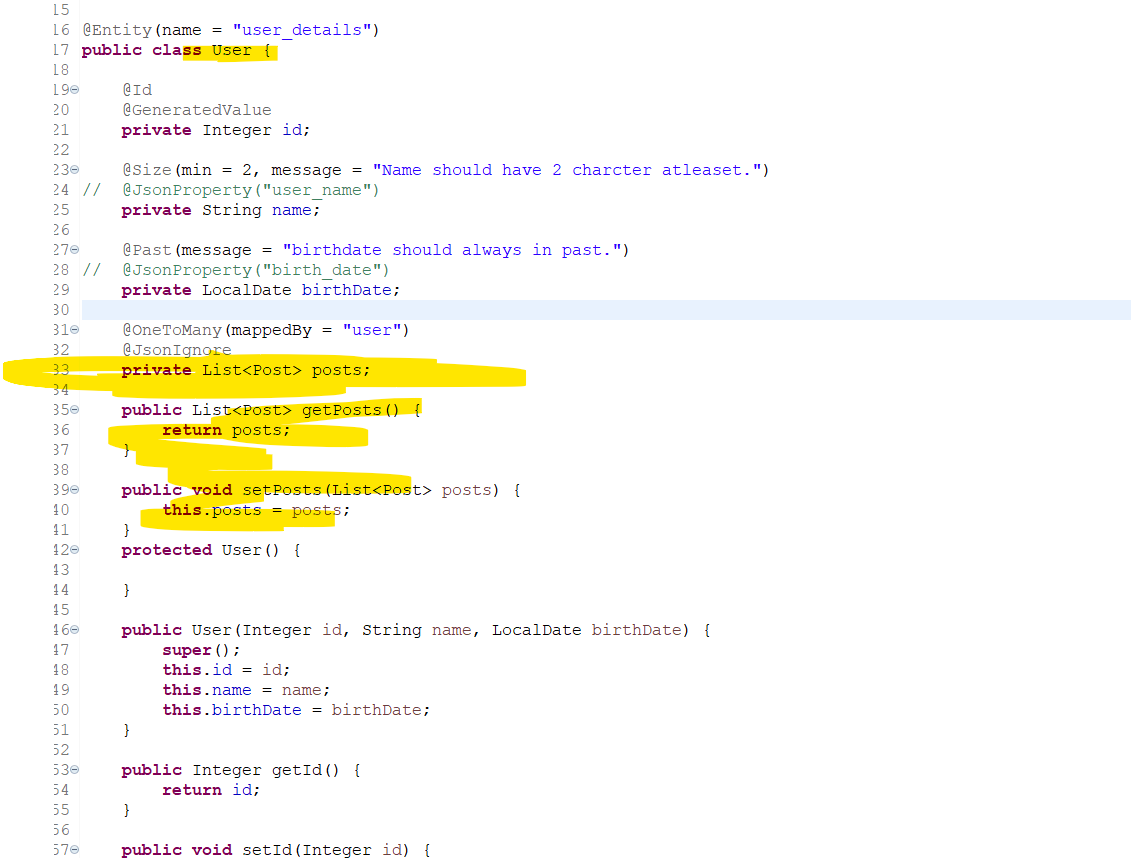 15
16 @Entity(name = "user_details")
17 public class User {
18
19 @Id
20 @GeneratedValue
21 private Integer id;
22
23 @Size(min = 2, message = "Name should have 2 charcter atleaset.")
24 // @JsonProperty("user_name")
25 private String name;
26
27 @Past(message = "birthdate should always in past.")
28 // @JsonProperty("birth_date")
29 private LocalDate birthDate;
30
31 @OneToMany(mappedBy = "user")
32 @JsonIgnore
33 private List<Post> posts;
34
35 public List<Post> getPosts() {
36 return posts;
37 }
38
39 public void setPosts(List<Post> posts) {
40 this.posts = posts;
41 }
42 protected User() {
43
44 }
45
46 public User(Integer id, String name, LocalDate birthDate) {
47 super();
48 this.id = id;
49 this.name = name;
50 this.birthDate = birthDate;
51 }
52
53 public Integer getId() {
54 return id;
55 }
56
57 public void setId(Integer id) {